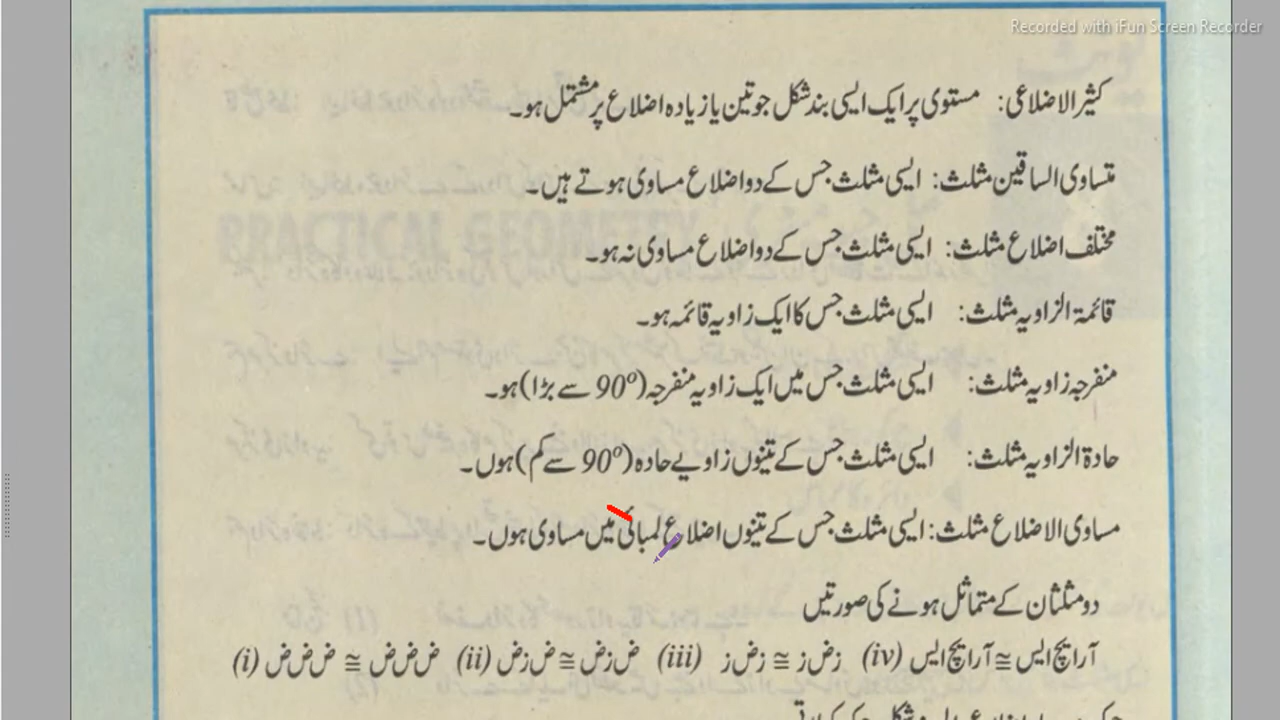 Recorded with iFun Screen Recorder
کثیرالاضلاعی: مستوی پر ایک ایسی بند شکل جو تین یا زیادہ اضلاع پر مشتمل ہو۔
متساوی الساقین مثلث: ایسی مثلث جس کے دو اضلاع مساوی ہوتے ہیں۔
PRACTICAL GEOMETRY
مختلف اضلاع مثلث: ایسی مثلث جس کے دو اضلاع مساوی نہ ہو۔
قائمۃ الزاویہ مثلث: ایسی مثلث جس کا ایک زاویہ قائمہ ہو۔
منفرجہ زاویہ مثلث: ایسی مثلث جس میں ایک زاویہ منفرجہ (90° سے بڑا) ہو۔
حادۃ الزاویہ مثلث: ایسی مثلث جس کے تینوں زاویے حادہ (90° سے کم) ہوں۔
مساوی الاضلاع مثلث: ایسی مثلث جس کے تینوں اضلاع لمبائی میں مساوی ہوں۔
دو مثلثان کے متماثل ہونے کی صورتیں
(i) ض ض ض ≅ ض ض ض (ii) ض ز ض ≅ ض ز ض (iii) ز ض ز ≅ ز ض ز (iv) آر ایچ ایس ≅ آر ایچ ایس